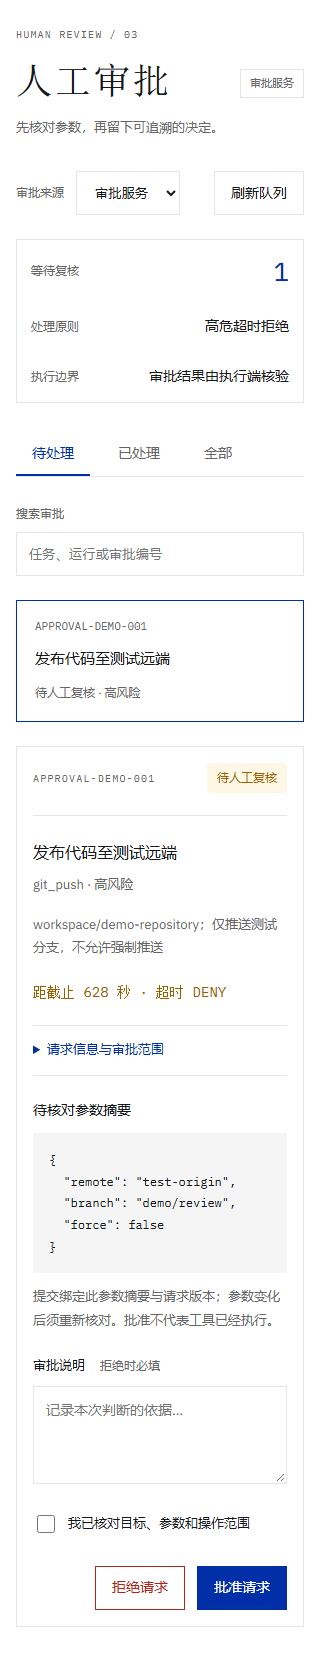 HUMAN REVIEW / 03
人工审批
审批服务
先核对参数，再留下可追溯的决定。
审批来源
审批服务
刷新队列
等待复核
1
处理原则
高危超时拒绝
执行边界
审批结果由执行端核验
待处理
已处理
全部
搜索审批
任务、运行或审批编号
APPROVAL-DEMO-001
发布代码至测试远端
待人工复核 · 高风险
APPROVAL-DEMO-001
待人工复核
发布代码至测试远端
git_push · 高风险
workspace/demo-repository；仅推送测试
分支，不允许强制推送
距截止 628 秒 · 超时 DENY
请求信息与审批范围
待核对参数摘要
{
"remote": "test-origin",
"branch": "demo/review",
"force": false
}
提交绑定此参数摘要与请求版本；参数变化
后须重新核对。批准不代表工具已经执行。
审批说明 拒绝时必填
记录本次判断的依据...
我已核对目标、参数和操作范围
拒绝请求
批准请求